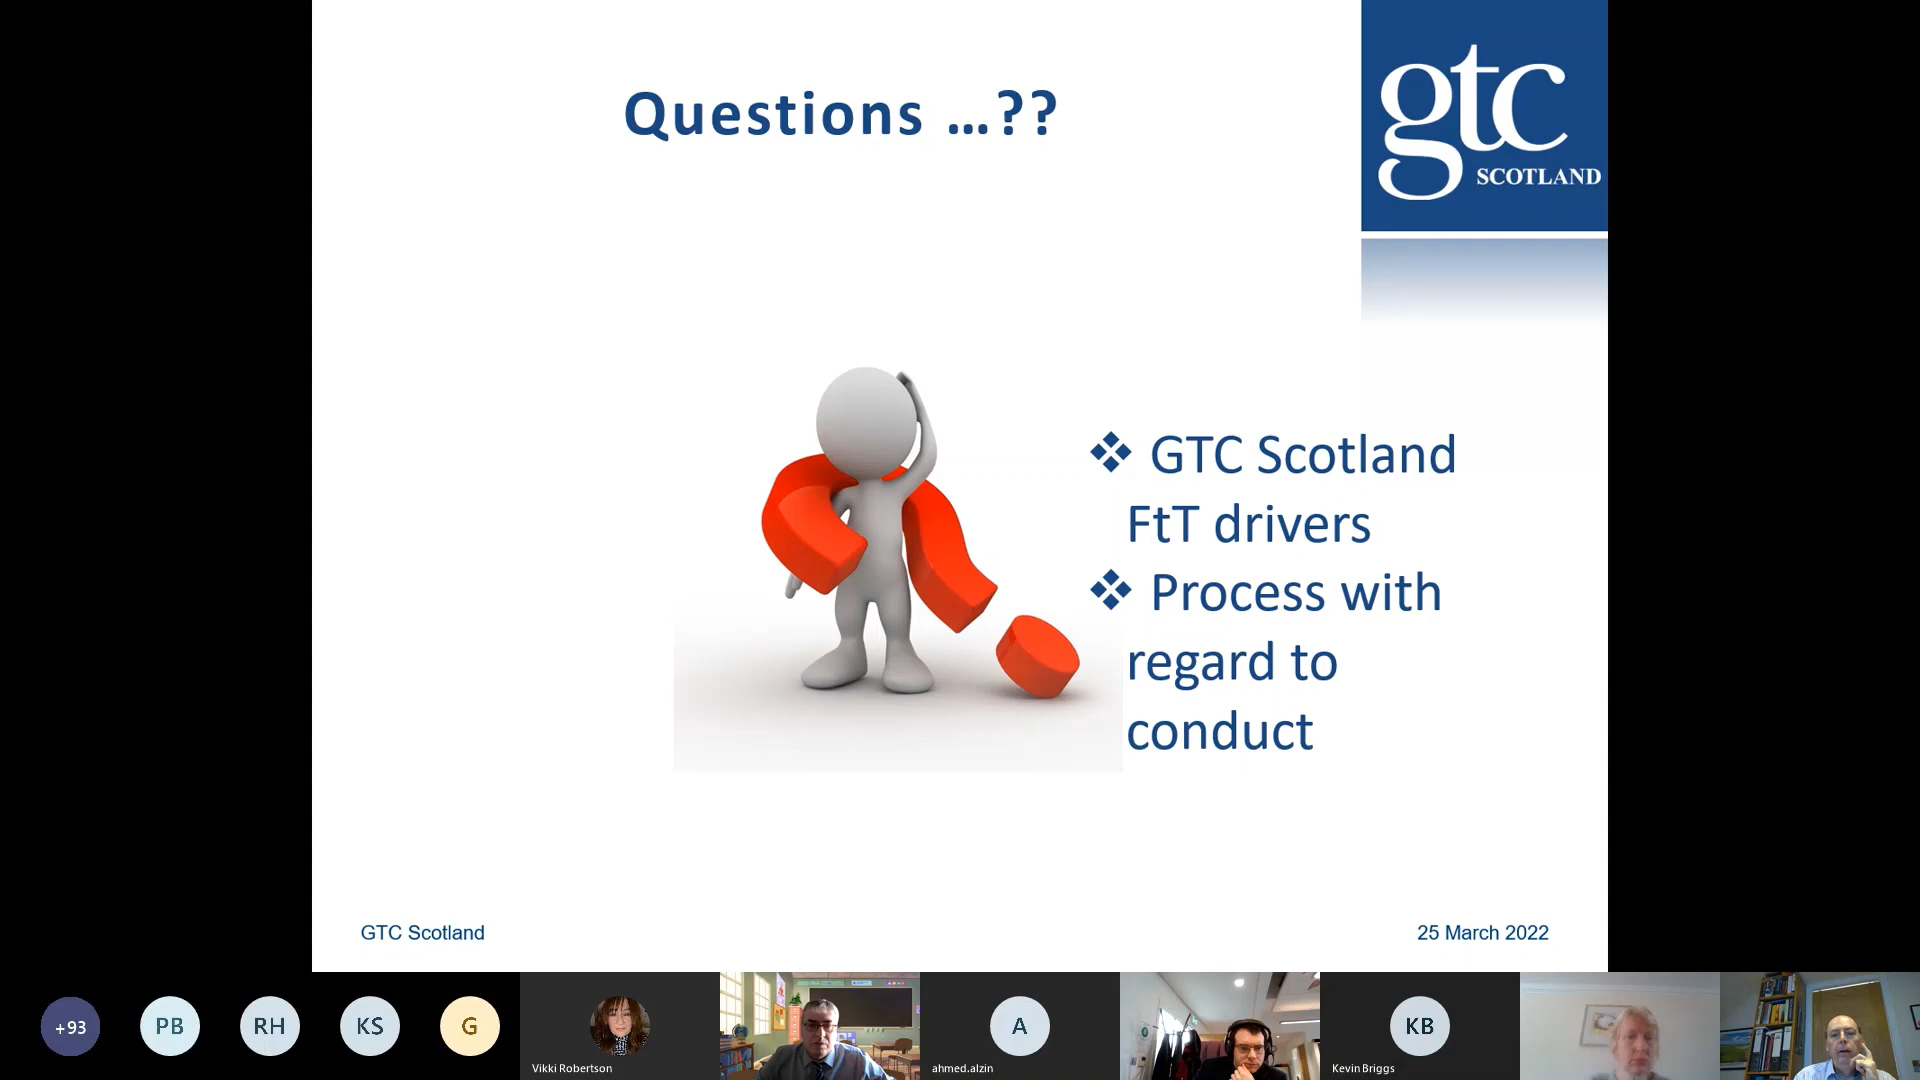 Questions ...??
gtc
SCOTLAND
❖ GTC Scotland
FtT drivers
❖ Process with
regard to
conduct
GTC Scotland
25 March 2022
+93
PB
RH
KS
G
Vikki Robertson
A
ahmed.alzin
KB
Kevin Briggs